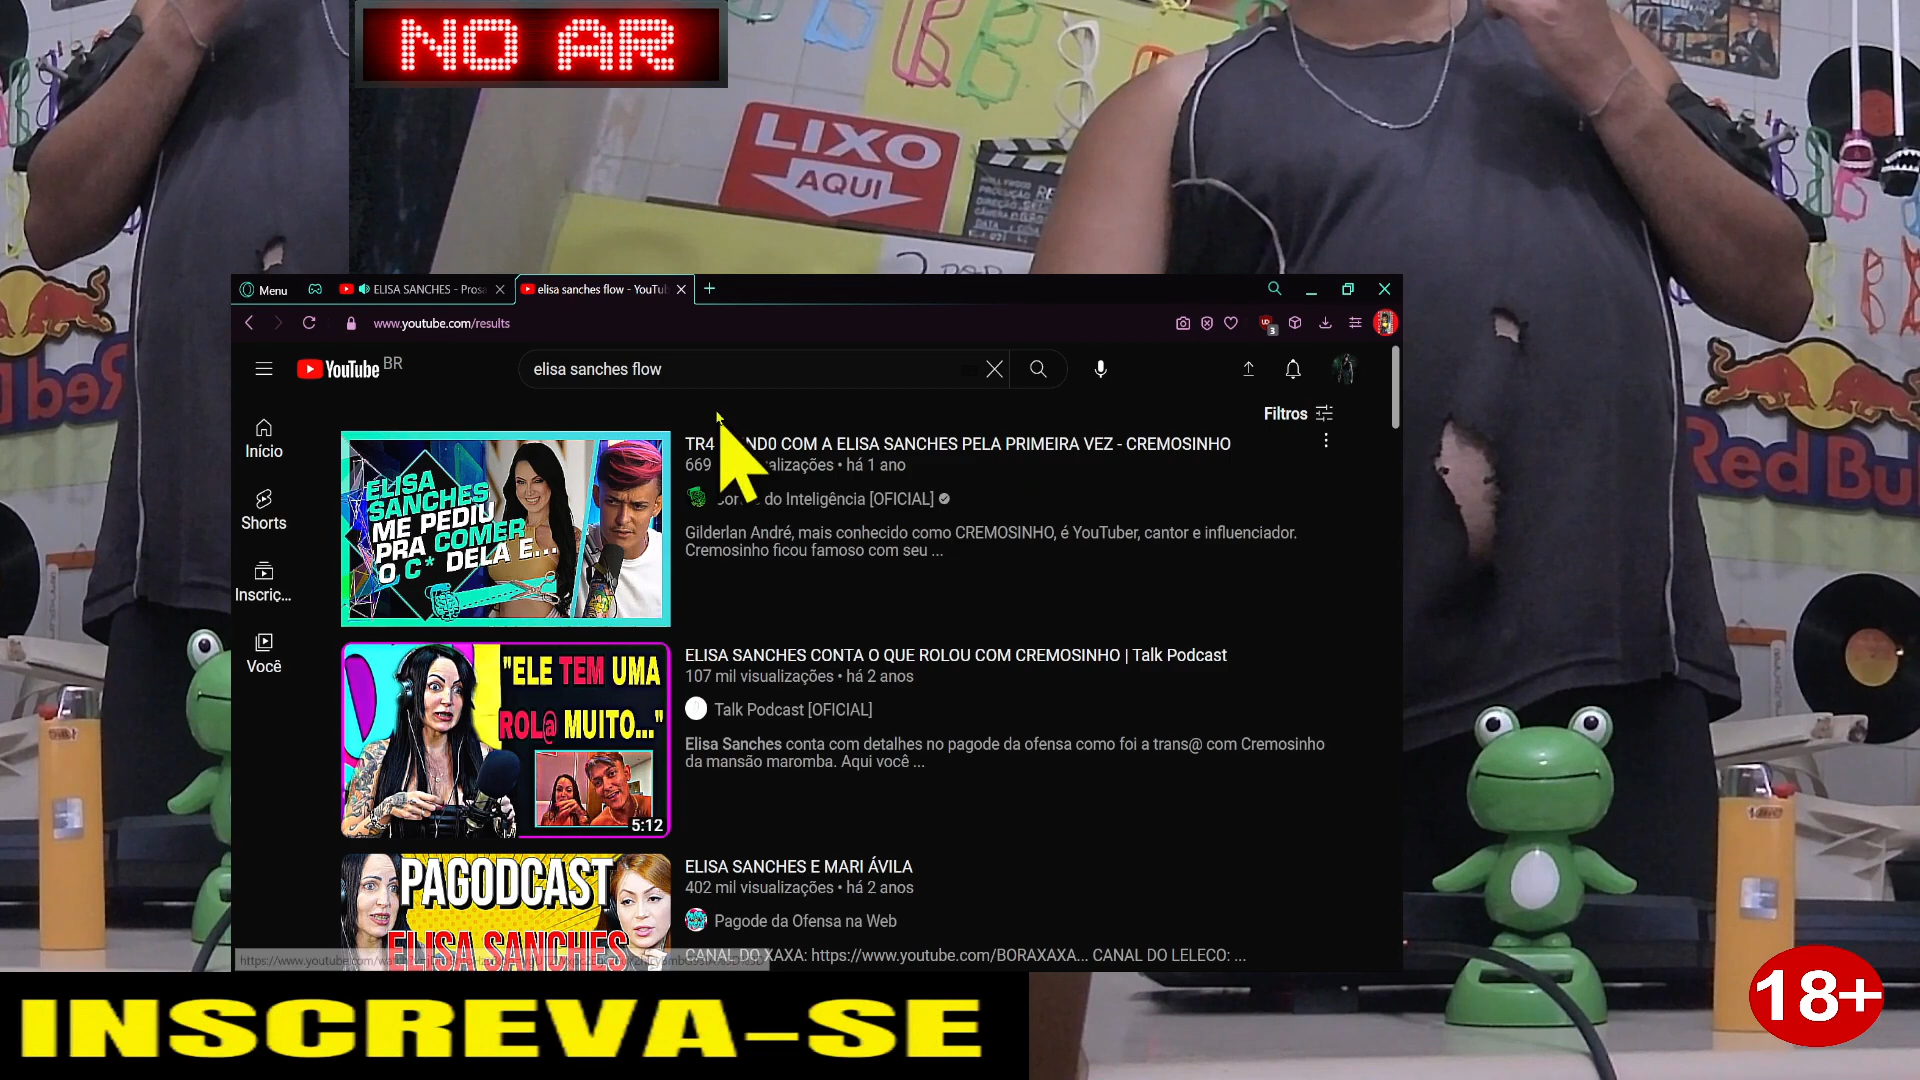 NO AR
LIXO
AQUI
Menu
ELISA SANCHES - Prosa
elisa sanches flow - YouTu
www.youtube.com/results
YouTube BR
elisa sanches flow
Filtros
Início
Shorts
Inscriç...
Você
ELISA
SANCHES
ME PEDIU
PRA COMER
O C* DELA E...
TR4 ND0 COM A ELISA SANCHES PELA PRIMEIRA VEZ - CREMOSINHO
669 • há 1 ano
do Inteligência [OFICIAL]
Gilderlan André, mais conhecido como CREMOSINHO, é YouTuber, cantor e influenciador.
Cremosinho ficou famoso com seu ...
"ELE TEM UMA
ROL@ MUITO..."
5:12
ELISA SANCHES CONTA O QUE ROLOU COM CREMOSINHO | Talk Podcast
107 mil visualizações • há 2 anos
Talk Podcast [OFICIAL]
Elisa Sanches conta com detalhes no pagode da ofensa como foi a trans@ com Cremosinho
da mansão maromba. Aqui você ...
PAGODCAST
ELISA SANCHES
ELISA SANCHES E MARI ÁVILA
402 mil visualizações • há 2 anos
Pagode da Ofensa na Web
CANAL DO XAXA: https://www.youtube.com/BORAXAXA... CANAL DO LELECO: ...
Red Bull
INSCREVA-SE
18+